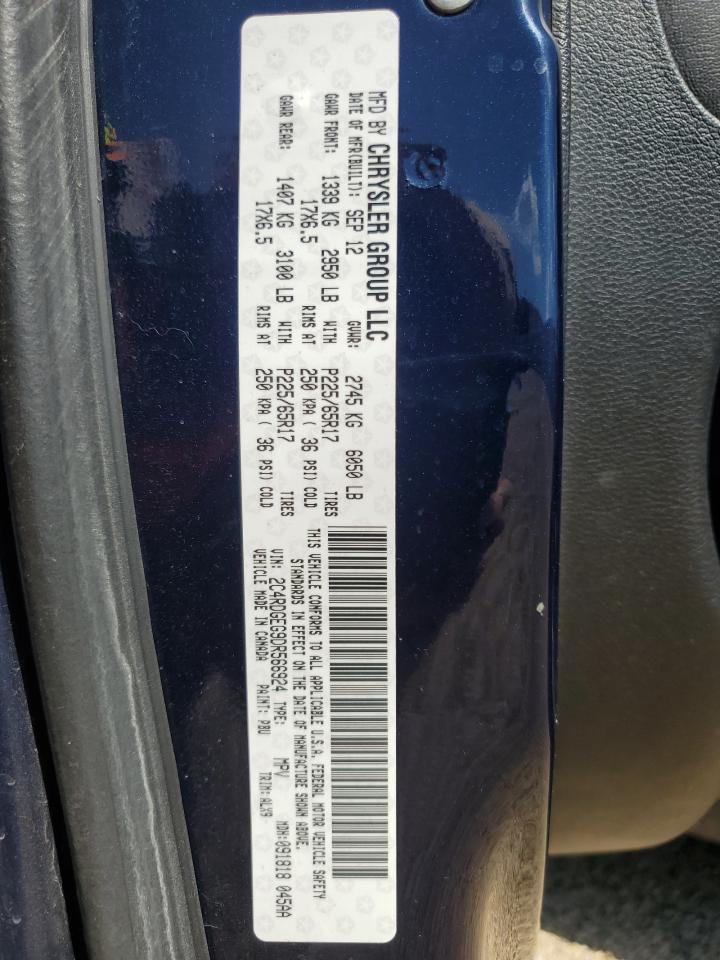 MFD BY CHRYSLER GROUP LLC
DATE OF MFR(BUILT): SEP 12 GVWR: 2745 KG 6050 LB
GAWR FRONT: 1339 KG 2950 LB WITH P225/65R17 TIRES
17X6.5 RIMS AT 250 KPA ( 36 PSI) COLD
GAWR REAR: 1407 KG 3100 LB WITH P225/65R17 TIRES
17X6.5 RIMS AT 250 KPA ( 36 PSI) COLD
THIS VEHICLE CONFORMS TO ALL APPLICABLE U.S.A. FEDERAL MOTOR VEHICLE SAFETY
STANDARDS IN EFFECT ON THE DATE OF MANUFACTURE SHOWN ABOVE.
VIN: 2C4RDGEG9DR566924 TYPE: MPV MDH:091818 045AA
VEHICLE MADE IN CANADA PAINT: PBU TRIM:ALX9